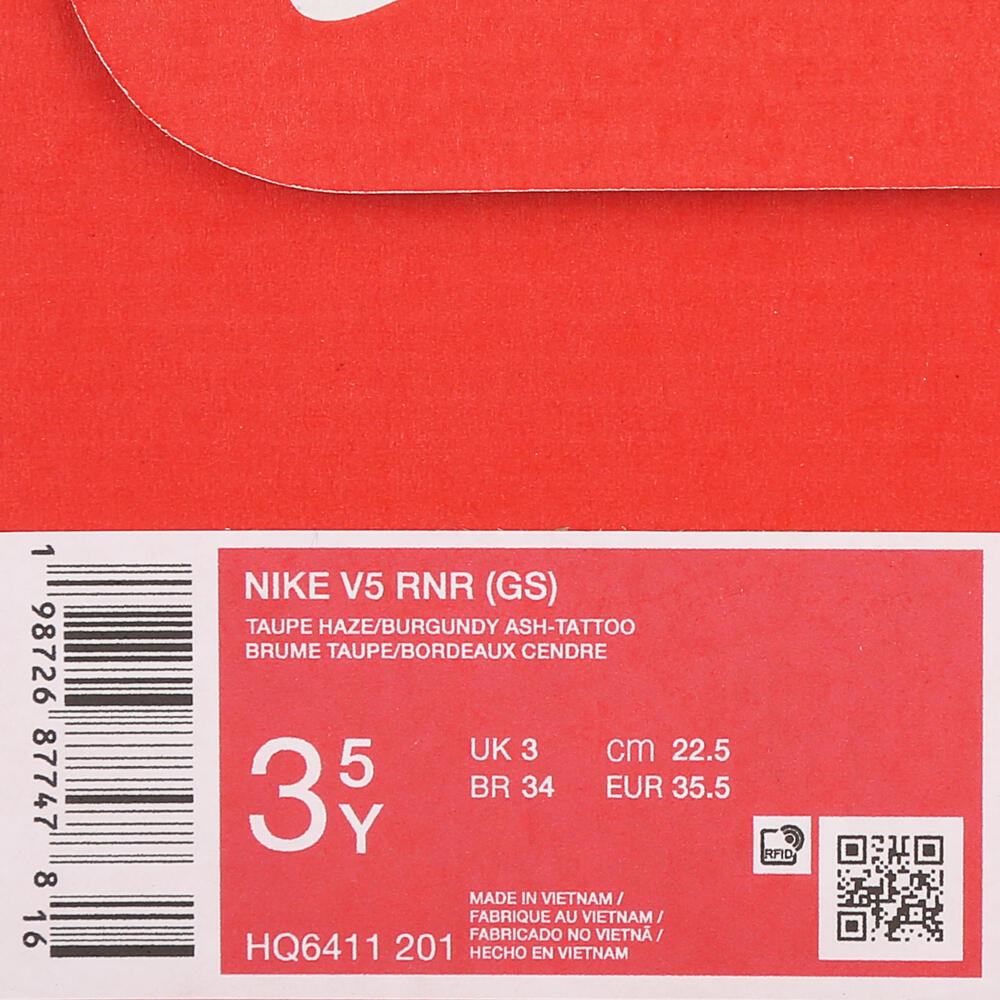 NIKE V5 RNR (GS)
TAUPE HAZE/BURGUNDY ASH-TATTOO
BRUME TAUPE/BORDEAUX CENDRE
3 5 Y
UK 3 cm 22.5
BR 34 EUR 35.5
RFID
MADE IN VIETNAM /
FABRIQUE AU VIETNAM /
FABRICADO NO VIETNÃ /
HECHO EN VIETNAM
HQ6411 201
1 98726 87747 8 16